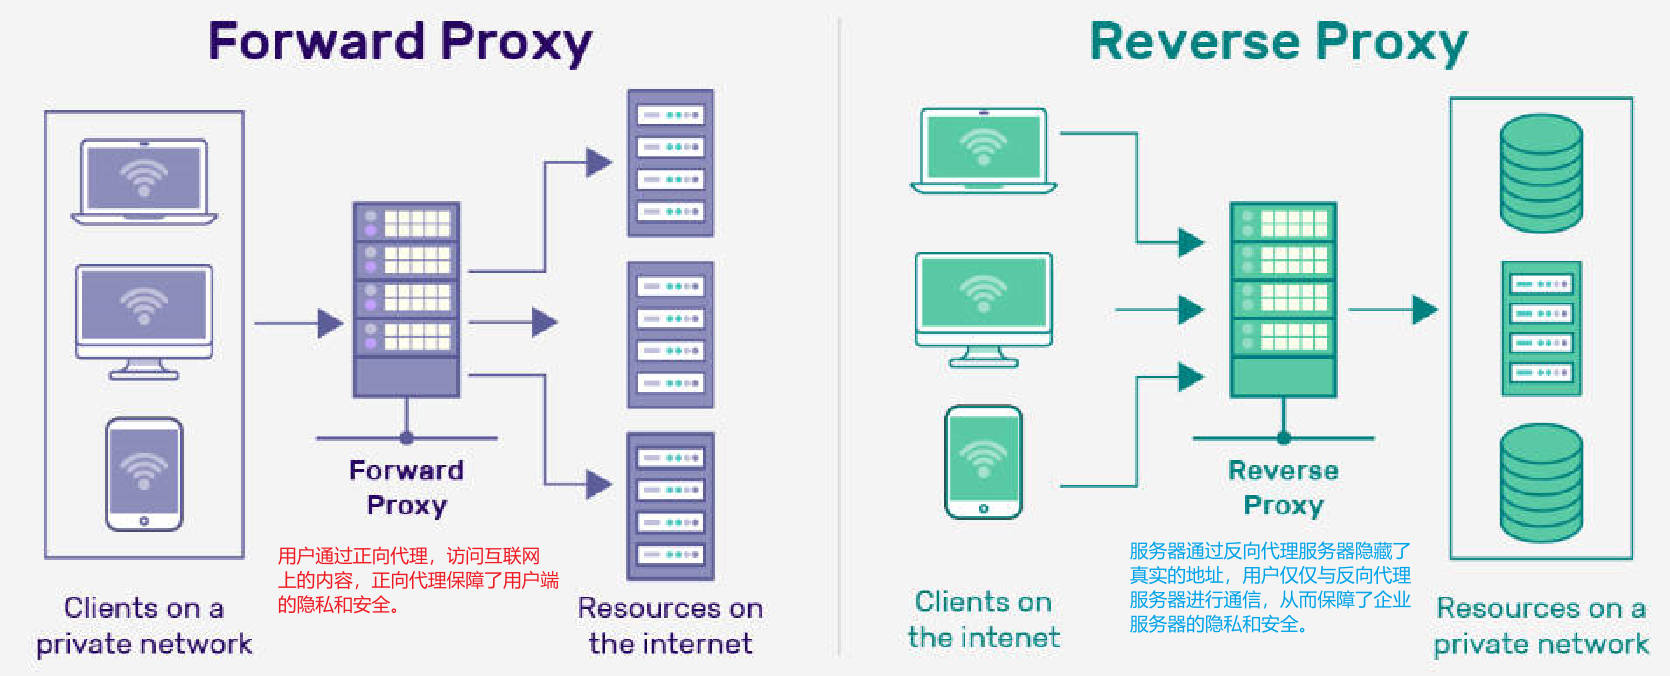 Forward Proxy
Forward
Proxy
用户通过正向代理，访问互联网
上的内容，正向代理保障了用户端
的隐私和安全。
Clients on a
private network
Resources on
the internet
Reverse Proxy
Reverse
Proxy
服务器通过反向代理服务器隐藏了
真实的地址，用户仅仅与反向代理
服务器进行通信，从而保障了企业
服务器的隐私和安全。
Clients on
the intenet
Resources on a
private network